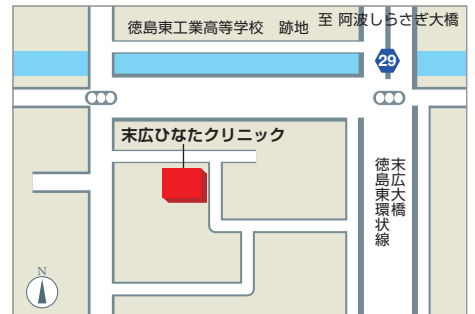 徳島東工業高等学校　跡地
至 阿波しらさぎ大橋
29
末広ひなたクリニック
末広大橋
徳島東環状線
N